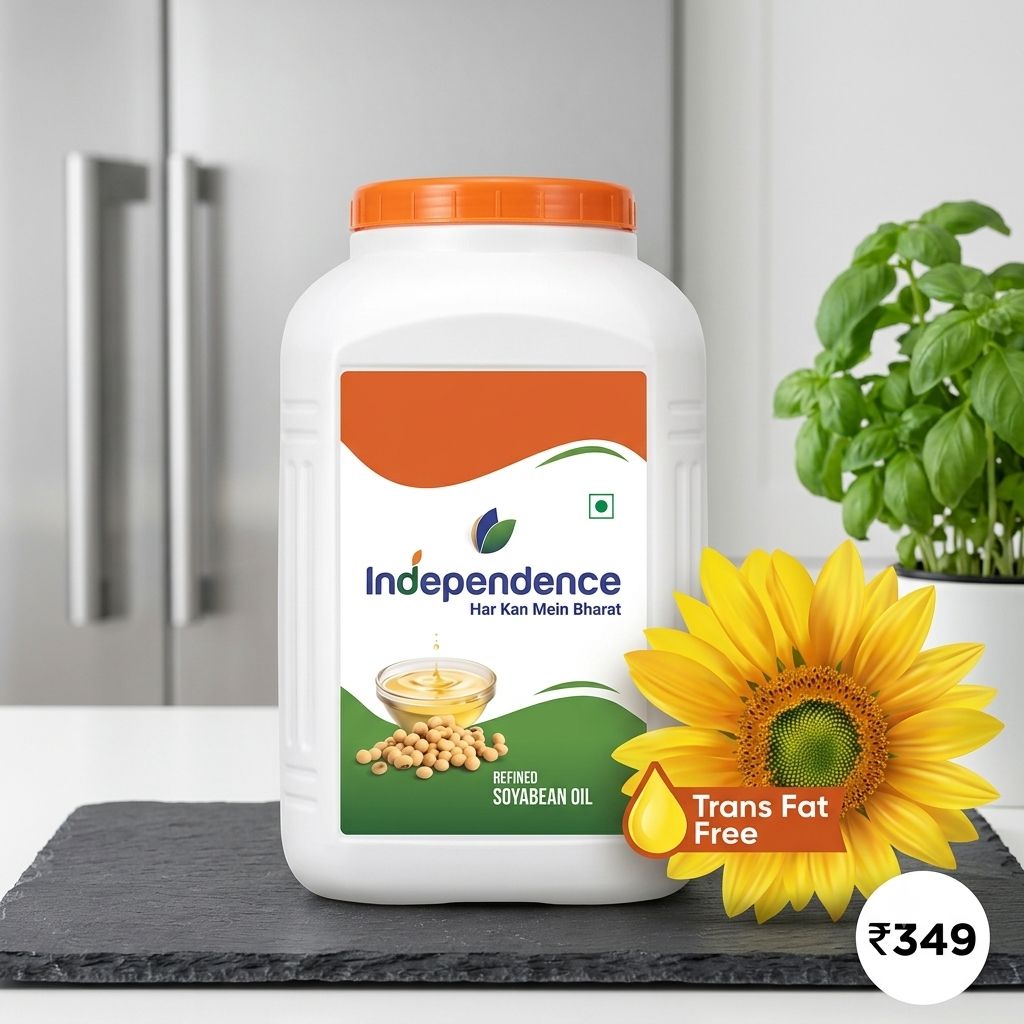 Independence
Har Kan Mein Bharat
REFINED
SOYABEAN OIL
Trans Fat
Free
₹349